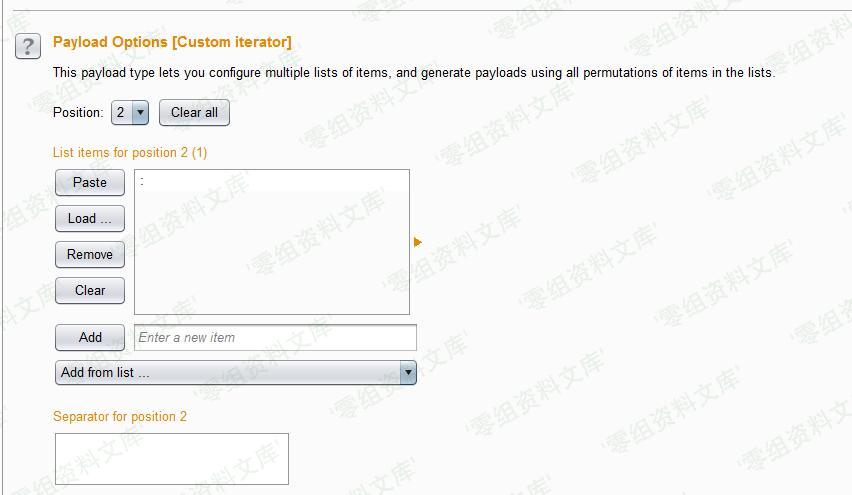 ?
Payload Options [Custom iterator]
This payload type lets you configure multiple lists of items, and generate payloads using all permutations of items in the lists.
Position: 2 Clear all
List items for position 2 (1)
Paste
:
Load ...
Remove
Clear
Add
Enter a new item
Add from list ...
Separator for position 2
'零组资料文库'